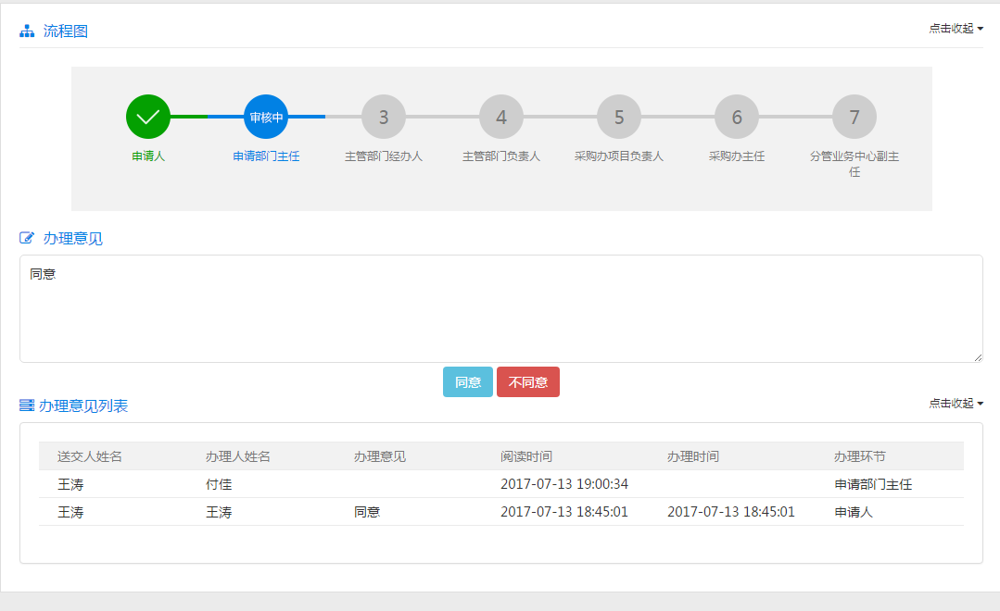 流程图
点击收起
审核中
3
4
5
6
7
申请人
申请部门主任
主管部门经办人
主管部门负责人
采购办项目负责人
采购办主任
分管业务中心副主
任
办理意见
同意
同意
不同意
办理意见列表
点击收起
送交人姓名 办理人姓名 办理意见 阅读时间 办理时间 办理环节
王涛 付佳 2017-07-13 19:00:34 申请部门主任
王涛 王涛 同意 2017-07-13 18:45:01 2017-07-13 18:45:01 申请人